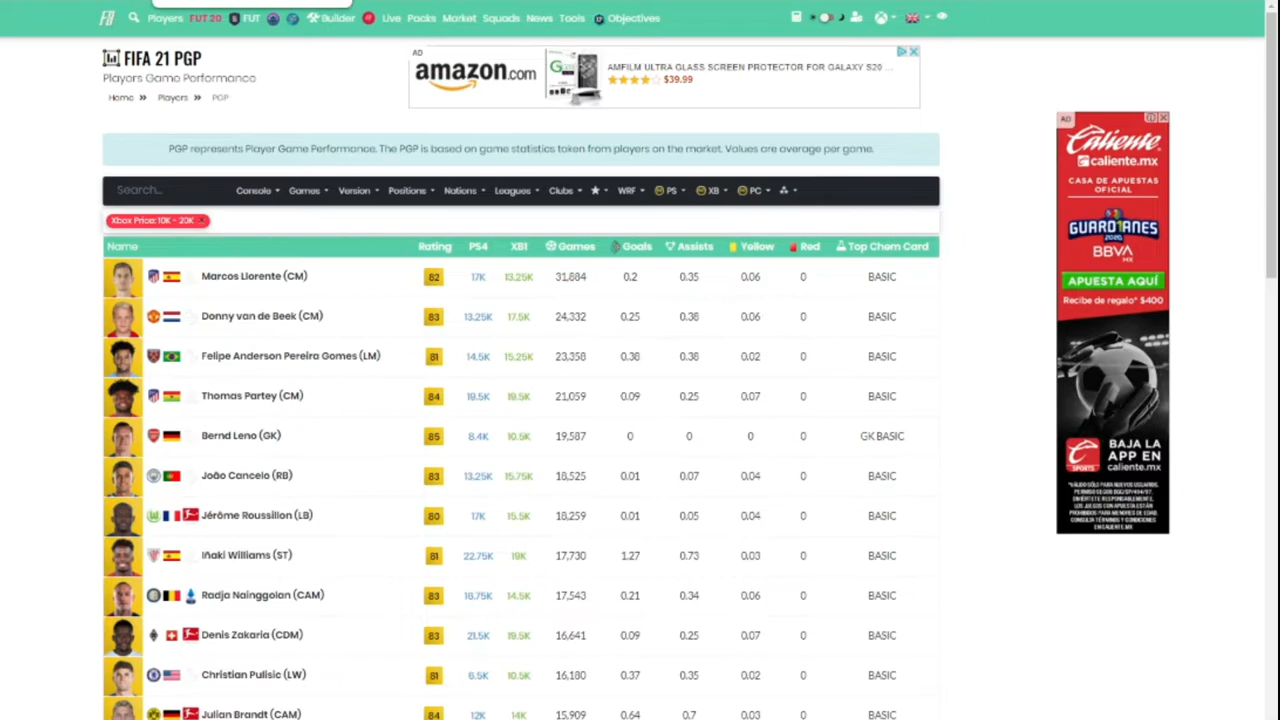 FB Players FUT 20 FUT Builder Live Packs Market Squads News Tools Objectives
FIFA 21 PGP
Players Game Performance
Home » Players » PGP
AD
amazon.com
AMFILM ULTRA GLASS SCREEN PROTECTOR FOR GALAXY S20 ...
$39.99
PGP represents Player Game Performance. The PGP is based on game statistics token from players on the market. Values are average per game.
Search... Console Games Version Positions Nations Leagues Clubs WRF PS XB PC
Xbox Price: 10K - 20K ×
Name Rating PS4 XB1 Games Goals Assists Yellow Red Top Chem Card
Marcos Llorente (CM) 82 17K 13.25K 31,884 0.2 0.35 0.06 0 BASIC
Donny van de Beek (CM) 83 13.25K 17.5K 24,332 0.25 0.38 0.06 0 BASIC
Felipe Anderson Pereira Gomes (LM) 81 14.5K 15.25K 23,358 0.38 0.38 0.02 0 BASIC
Thomas Partey (CM) 84 19.5K 19.5K 21,059 0.09 0.25 0.07 0 BASIC
Bernd Leno (GK) 85 8.4K 10.5K 19,587 0 0 0 0 GK BASIC
João Cancelo (RB) 83 13.25K 15.75K 18,525 0.01 0.07 0.04 0 BASIC
Jérôme Roussillon (LB) 80 17K 15.5K 18,259 0.01 0.05 0.04 0 BASIC
Iñaki Williams (ST) 81 22.75K 19K 17,730 1.27 0.73 0.03 0 BASIC
Radja Nainggolan (CAM) 83 18.75K 14.5K 17,543 0.21 0.34 0.06 0 BASIC
Denis Zakaria (CDM) 83 21.5K 19.5K 16,641 0.09 0.25 0.07 0 BASIC
Christian Pulisic (LW) 81 6.5K 10.5K 16,180 0.37 0.35 0.02 0 BASIC
Julian Brandt (CAM) 84 12K 14K 15,909 0.64 0.7 0.03 0 BASIC
AD
Caliente
caliente.mx
CASA DE APUESTAS
OFICIAL
GUARD1ANES
2020
BBVA
MX
APUESTA AQUÍ
Recibe de regalo* $400
SPORTS
BAJA LA
APP EN
caliente.mx